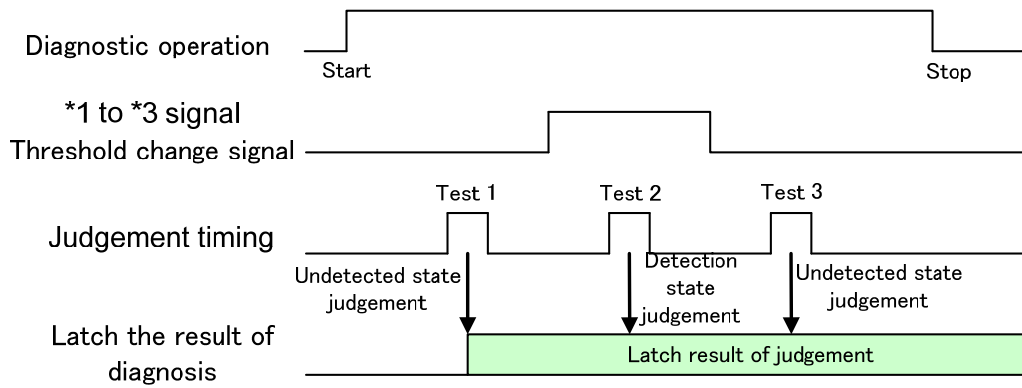 Diagnostic operation
Start
Stop
*1 to *3 signal
Threshold change signal
Test 1
Test 2
Test 3
Judgement timing
Undetected state
judgement
Detection
state
judgement
Undetected state
judgement
Latch the result of
diagnosis
Latch result of judgement